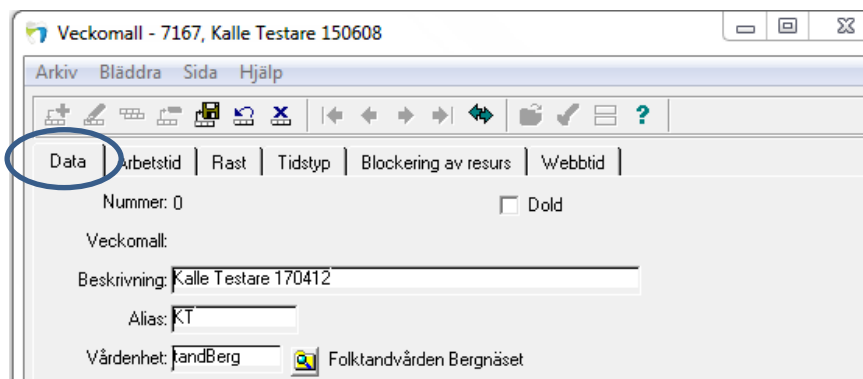 Veckomall - 7167, Kalle Testare 150608
Arkiv Bläddra Sida Hjälp
?
Data Arbetstid Rast Tidstyp Blockering av resurs Webbtid
Nummer: 0 Dold
Veckomall:
Beskrivning: Kalle Testare 170412
Alias: KT
Vårdenhet: tandBerg Folktandvården Bergnäset